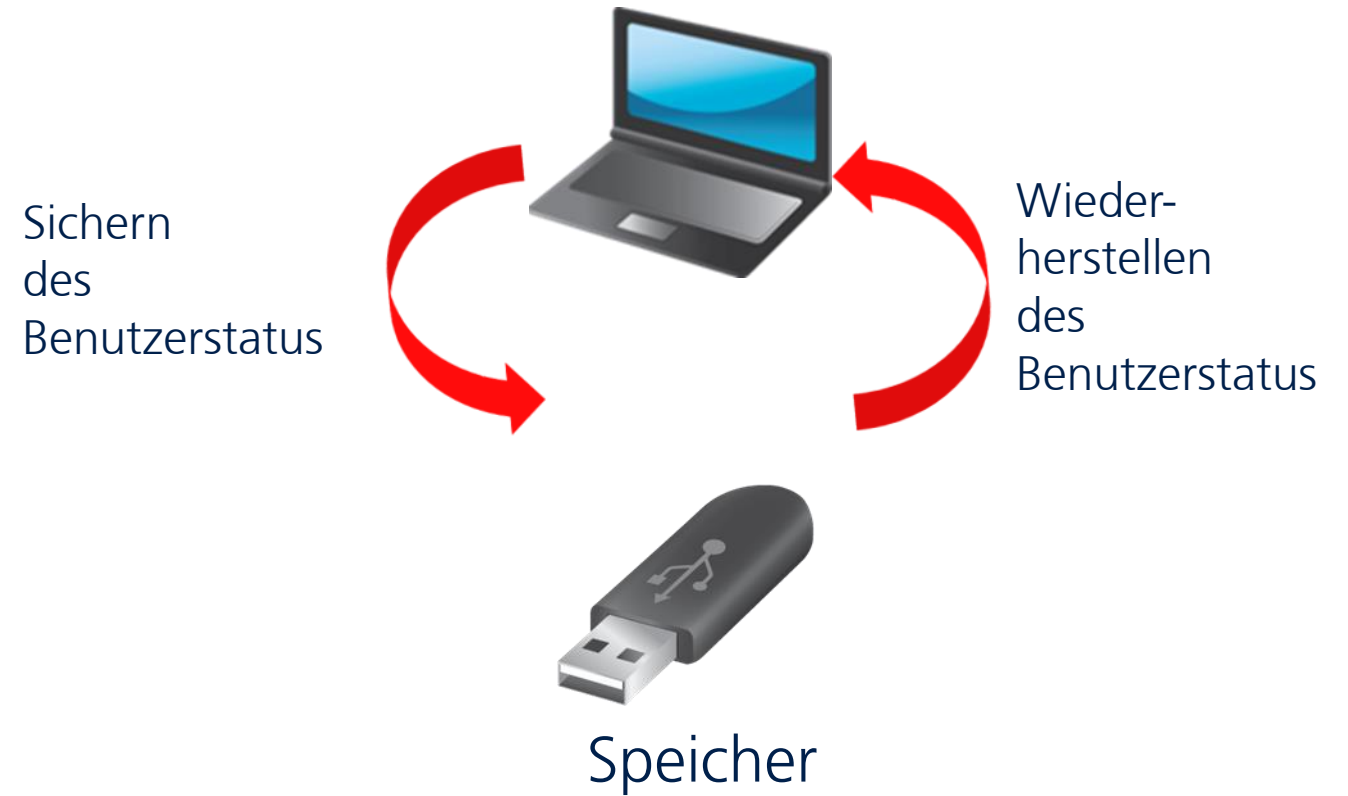 Sichern
des
Benutzerstatus
Wieder-
herstellen
des
Benutzerstatus
Speicher